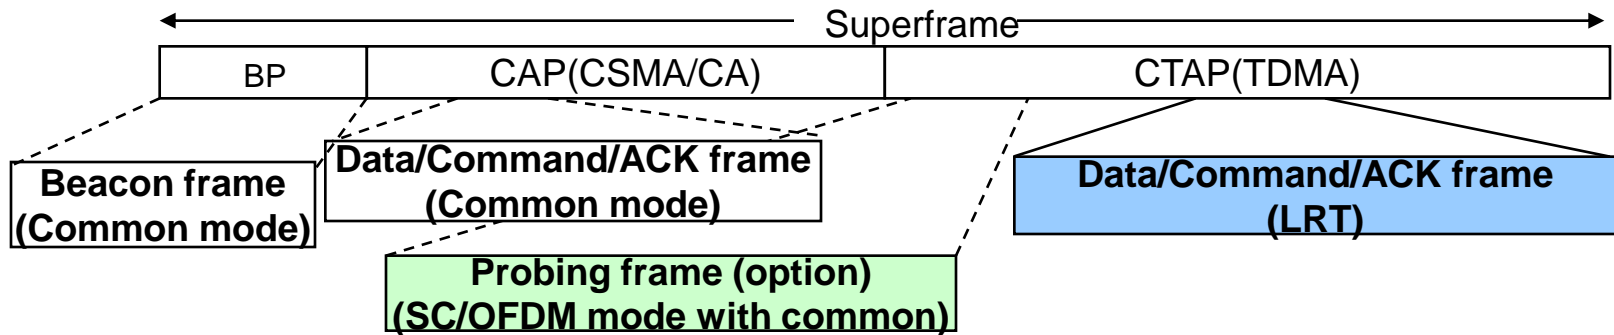 Superframe
BP
CAP(CSMA/CA)
CTAP(TDMA)
Beacon frame
(Common mode)
Data/Command/ACK frame
(Common mode)
Data/Command/ACK frame
(LRT)
Probing frame (option)
(SC/OFDM mode with common)